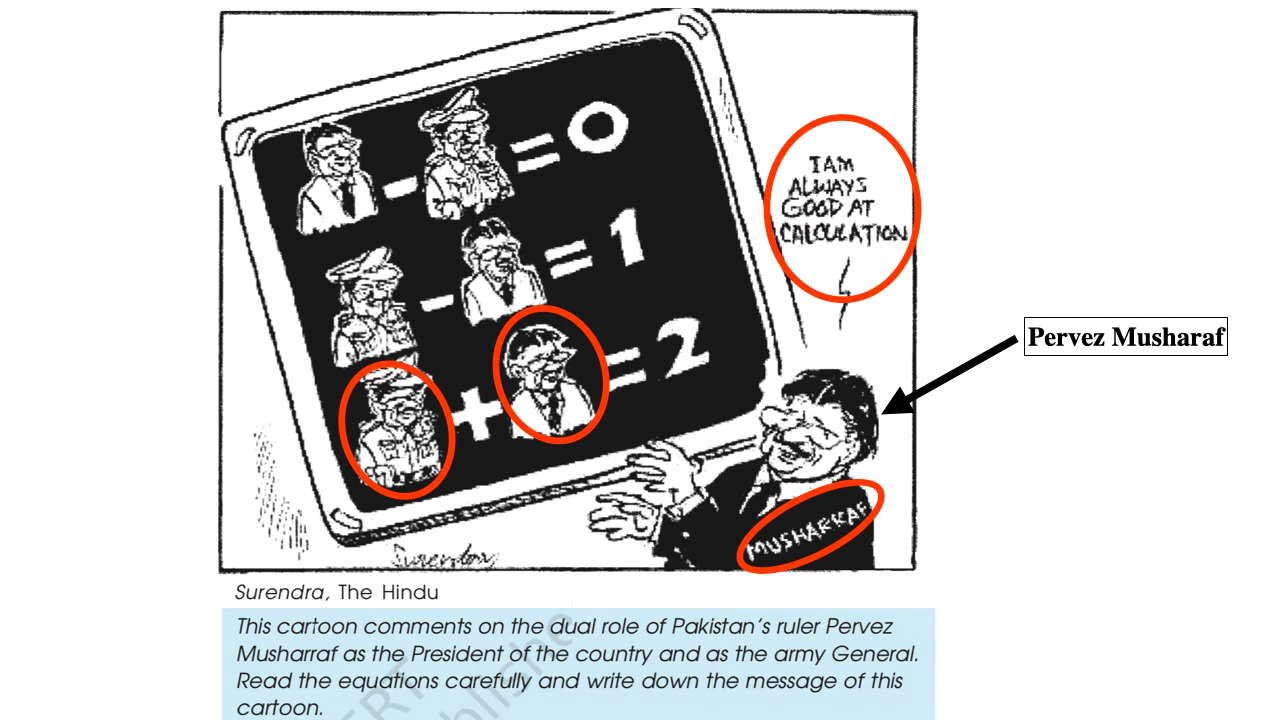 = 0
I AM
ALWAYS
GOOD AT
CALCULATION
- = 1
+ = 2
Pervez Musharaf
MUSHARRAF
Surendra
Surendra, The Hindu
This cartoon comments on the dual role of Pakistan's ruler Pervez
Musharraf as the President of the country and as the army General.
Read the equations carefully and write down the message of this
cartoon.